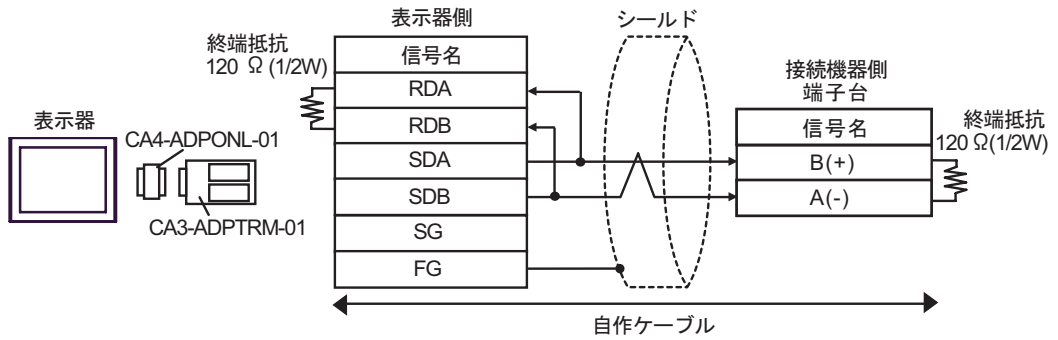 表示器
CA4-ADPONL-01
CA3-ADPTRM-01
終端抵抗
120 Ω (1/2W)
表示器側
信号名
RDA
RDB
SDA
SDB
SG
FG
シールド
接続機器側
端子台
信号名
B(+)
A(-)
終端抵抗
120 Ω(1/2W)
自作ケーブル